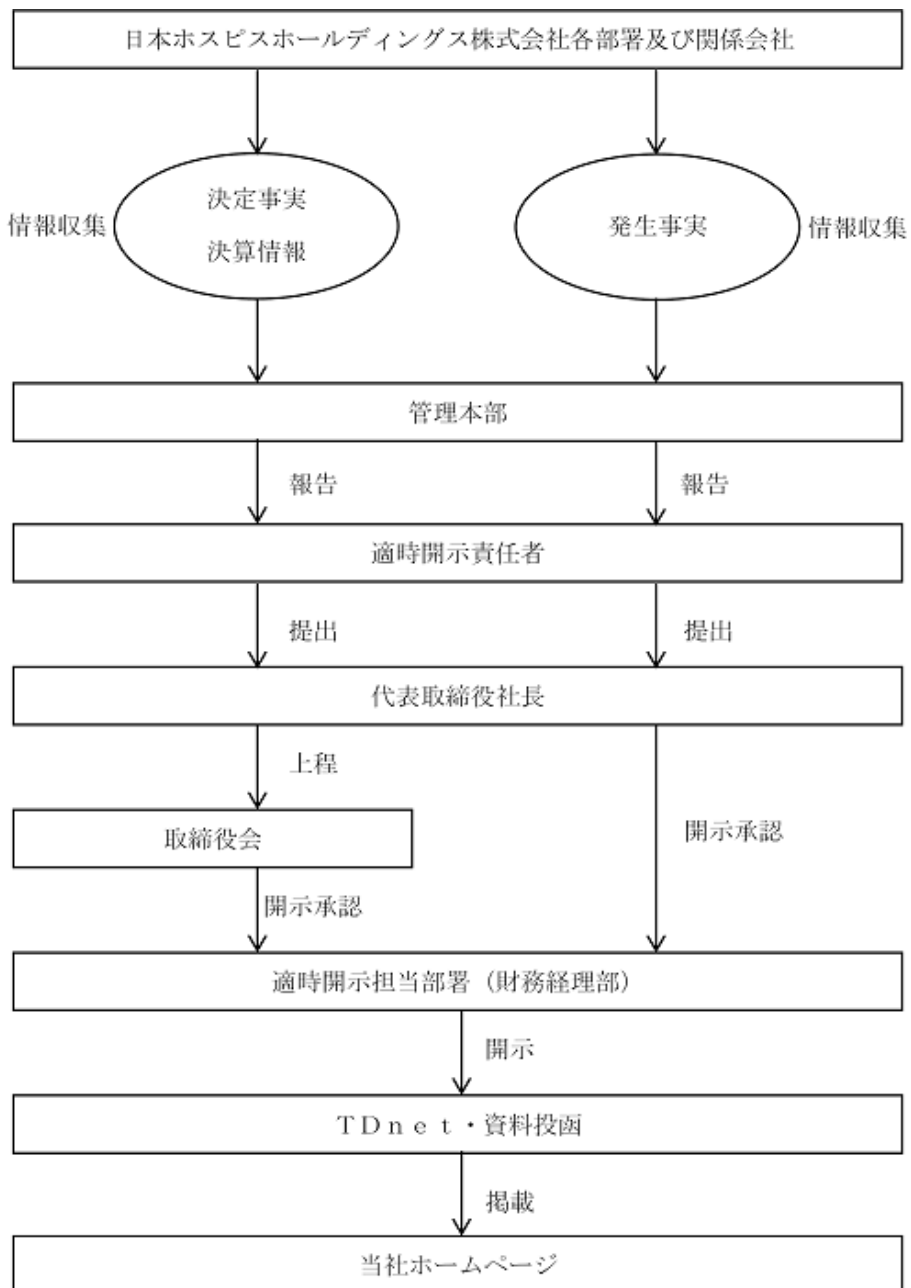 日本ホスピスホールディングス株式会社各部署及び関係会社
情報収集
決定事実
決算情報
発生事実
情報収集
管理本部
報告
報告
適時開示責任者
提出
提出
代表取締役社長
上程
取締役会
開示承認
開示承認
適時開示担当部署（財務経理部）
開示
ＴＤｎｅｔ・資料投函
掲載
当社ホームページ